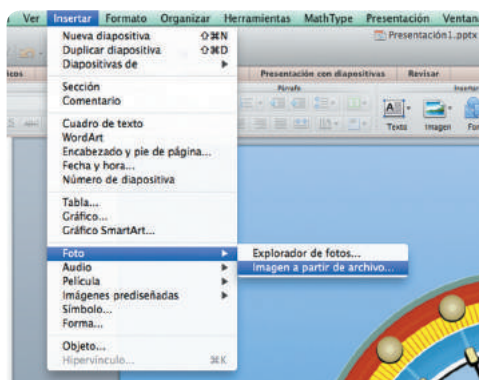 Ver Insertar Formato Organizar Herramientas MathType Presentación Ventan
Presentación1.pptx
Nueva diapositiva ⇧⌘N
Duplicar diapositiva ⇧⌘D
Diapositivas de
icos Presentación con diapositivas Revisar
Párrafo Insertar
Sección
Comentario
Texto Imagen For
Cuadro de texto
WordArt
Encabezado y pie de página...
Fecha y hora...
Número de diapositiva
Tabla...
Gráfico...
Gráfico SmartArt...
Foto
Explorador de fotos...
Audio
Imagen a partir de archivo...
Película
Imágenes prediseñadas
Símbolo...
Forma...
Objeto...
Hipervínculo... ⌘K